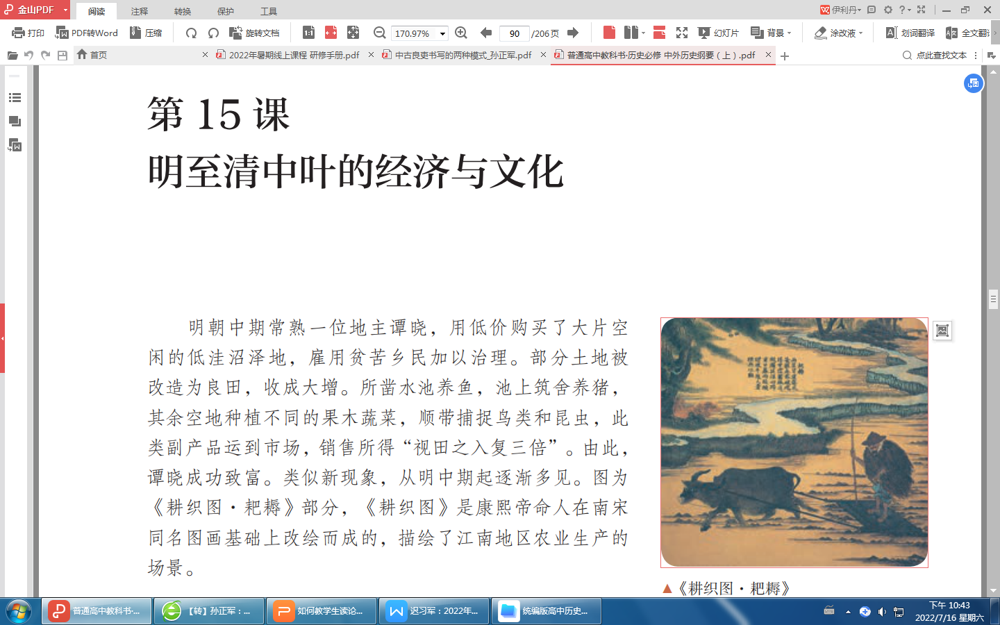 金山PDF 阅读 注释 转换 保护 工具 伊利丹
打印 PDF转Word 压缩 旋转文档 1:1 170.97% 90 /206页 幻灯片 背景 涂改液 划词翻译 全文翻译
首页 2022年暑期线上课程 研修手册.pdf 中古良吏书写的两种模式_孙正军.pdf 普通高中教科书·历史必修 中外历史纲要（上）.pdf 点此查找文本
第 15 课
明至清中叶的经济与文化
明朝中期常熟一位地主谭晓，用低价购买了大片空
闲的低洼沼泽地，雇用贫苦乡民加以治理。部分土地被
改造为良田，收成大增。所凿水池养鱼，池上筑舍养猪，
其余空地种植不同的果木蔬菜，顺带捕捉鸟类和昆虫，此
类副产品运到市场，销售所得“视田之入复三倍”。由此，
谭晓成功致富。类似新现象，从明中期起逐渐多见。图为
《耕织图·耙耨》部分，《耕织图》是康熙帝命人在南宋
同名图画基础上改绘而成的，描绘了江南地区农业生产的
场景。
▲《耕织图·耙耨》
普通高中教科书·... 【转】孙正军：... 如何教学生读论... 迟习军：2022年... 统编版高中历史...
下午 10:43
2022/7/16 星期六